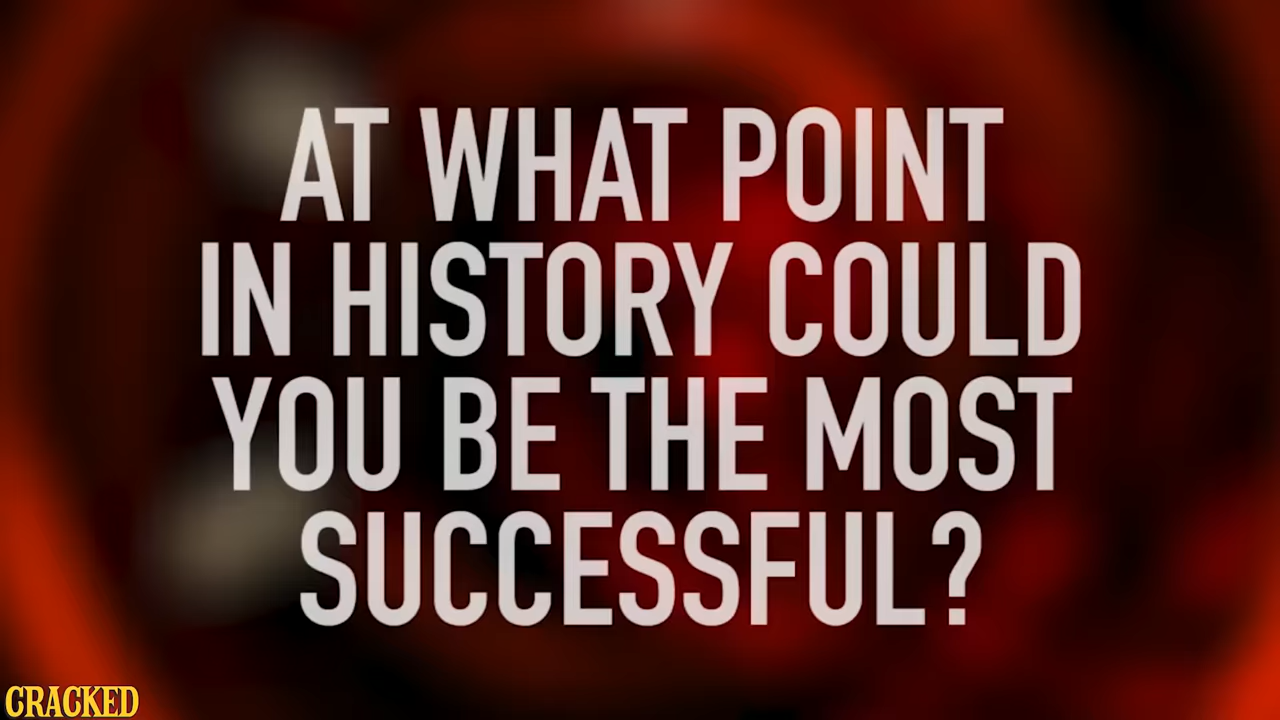 AT WHAT POINT
IN HISTORY COULD
YOU BE THE MOST
SUCCESSFUL?
CRACKED